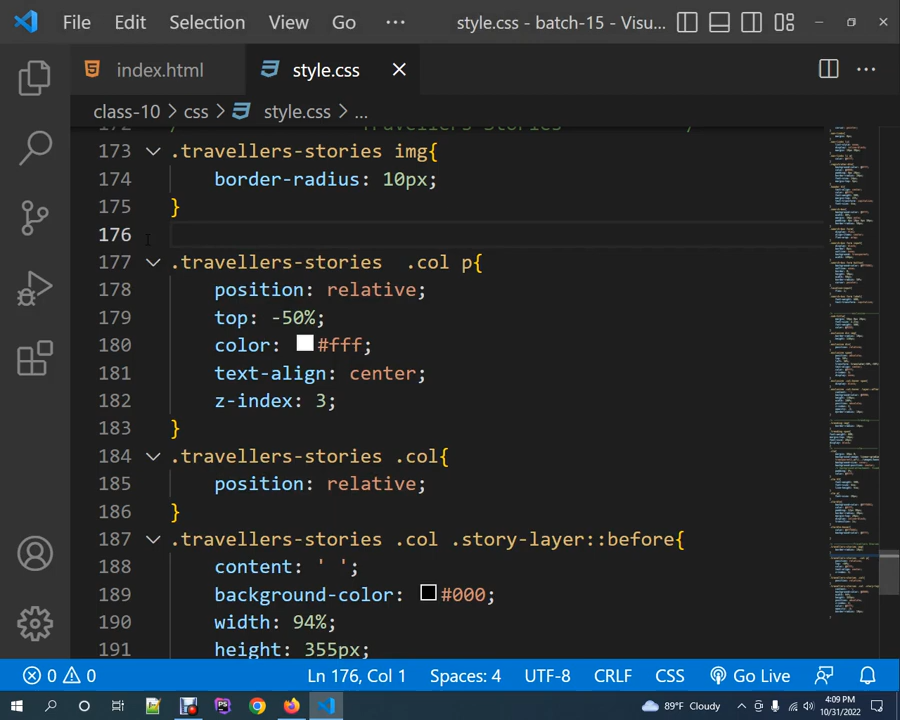 File Edit Selection View Go ··· style.css - batch-15 - Visu...
index.html style.css
class-10 > css > style.css > ...
172 Travellers Stories
173 .travellers-stories img{
174 border-radius: 10px;
175 }
176
177 .travellers-stories  .col p{
178 position: relative;
179 top: -50%;
180 color: #fff;
181 text-align: center;
182 z-index: 3;
183 }
184 .travellers-stories .col{
185 position: relative;
186 }
187 .travellers-stories .col .story-layer::before{
188 content: ' ';
189 background-color: #000;
190 width: 94%;
191 height: 355px;
0 0 Ln 176, Col 1 Spaces: 4 UTF-8 CRLF CSS Go Live
89°F Cloudy 4:09 PM
10/31/2022